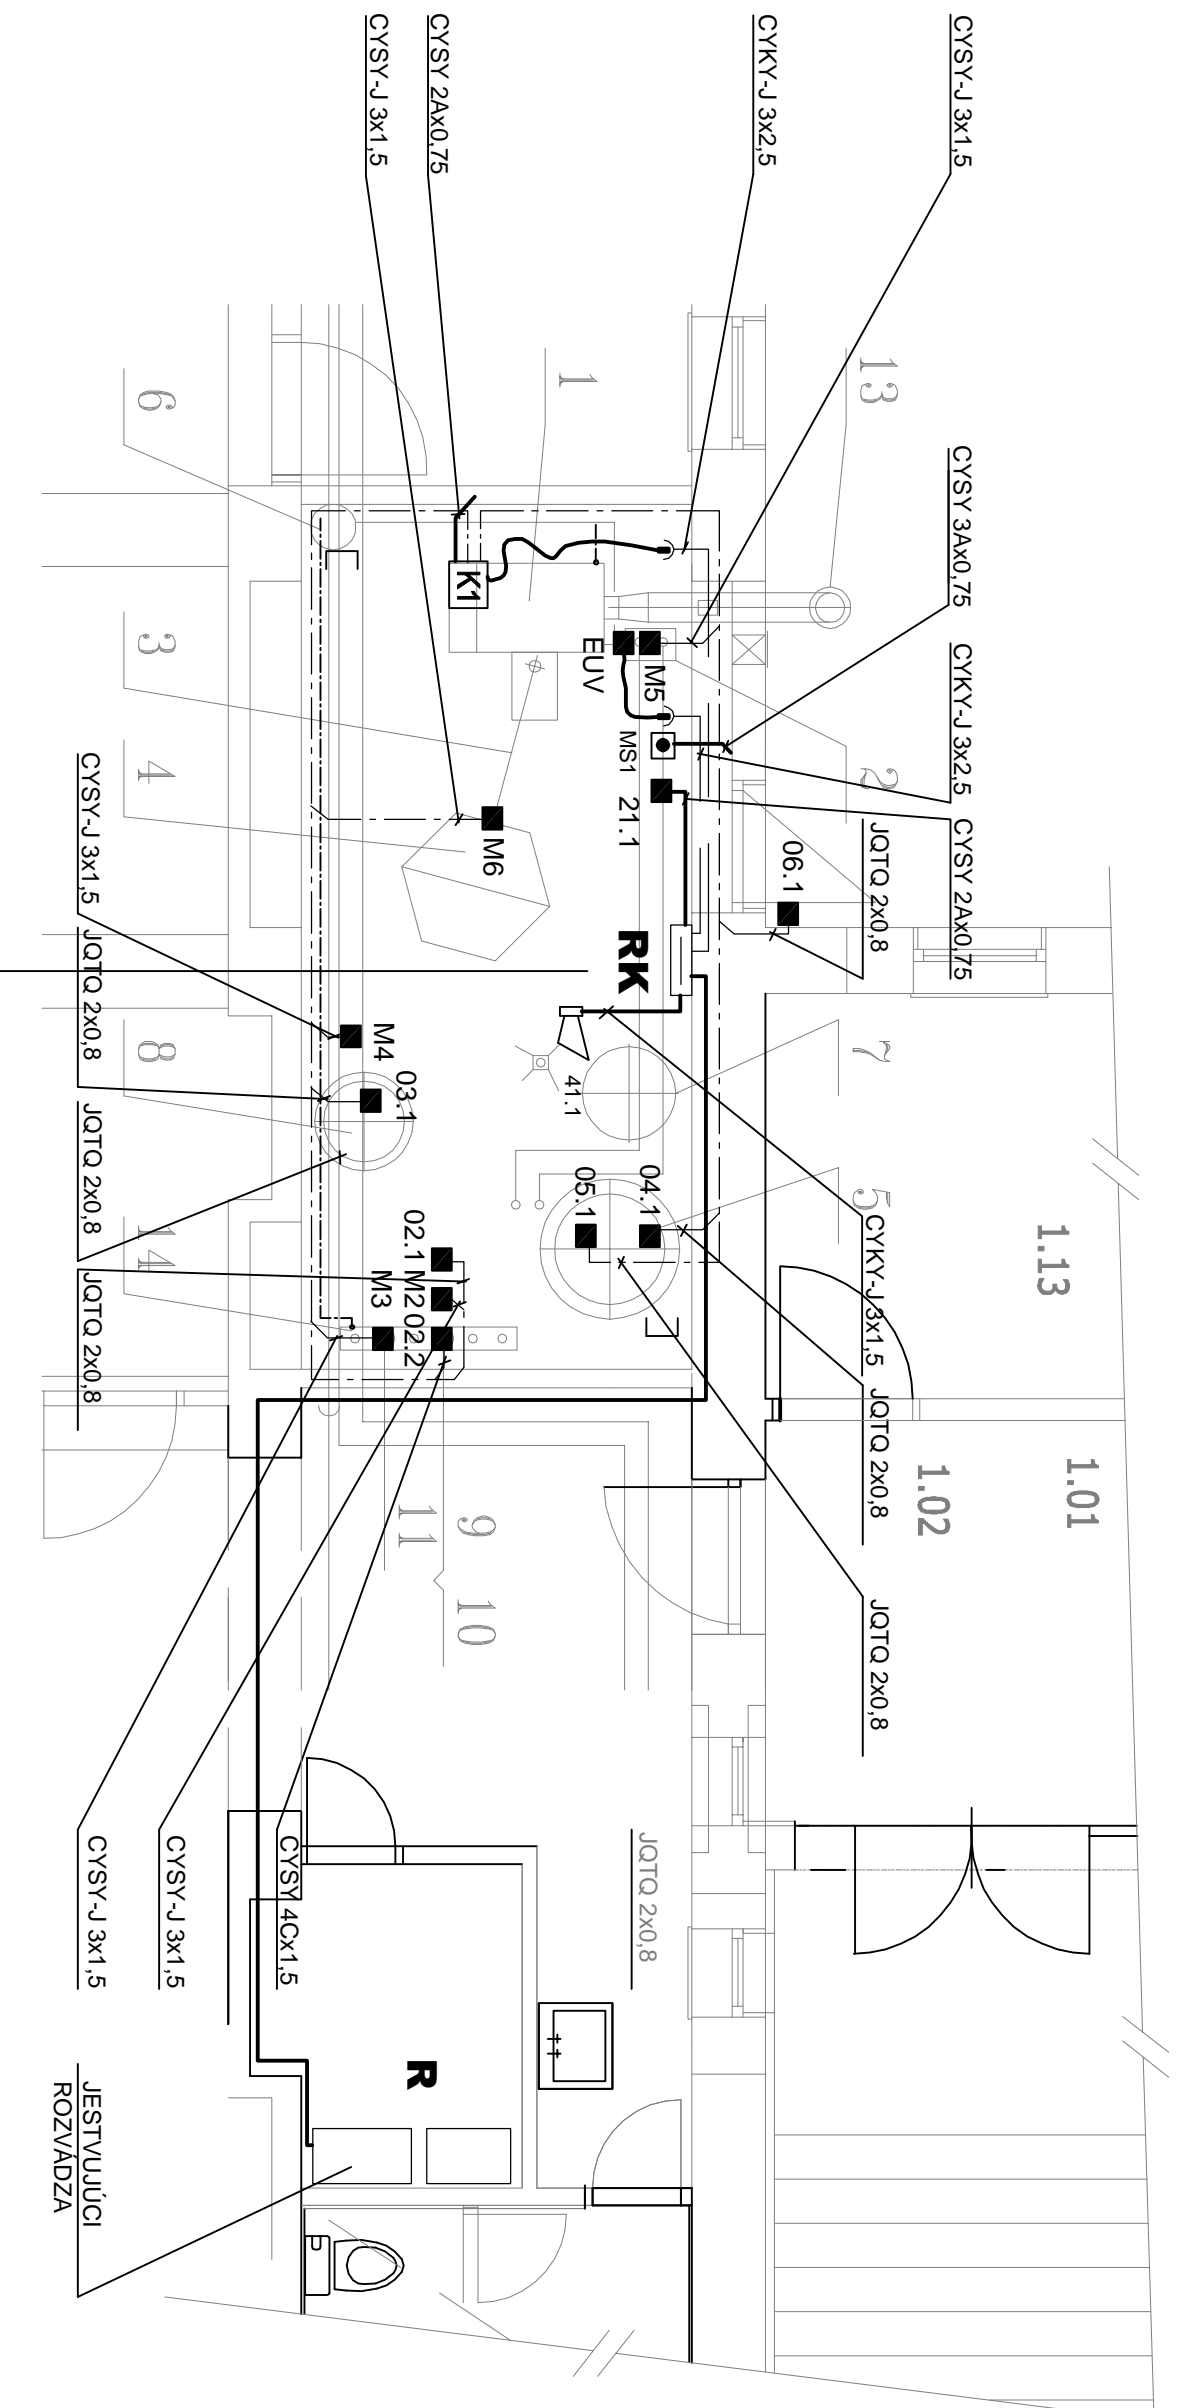 CYSY-J 3x1,5
CYKY-J 3x2,5
CYSY 2Ax0,75
CYSY-J 3x1,5
13
1
6
CYSY 3Ax0,75
CYKY-J 3x2,5
CYSY 2Ax0,75
2
JQTQ 2x0,8
06.1
K1
EUV
M5
MS1
21.1
M6
RK
3
4
CYSY-J 3x1,5
JQTQ 2x0,8
8
JQTQ 2x0,8
14
JQTQ 2x0,8
M4
03.1
41.1
7
5
04.1
05.1
02.1
M2
02.2
M3
CYKY-J 3x1,5
JQTQ 2x0,8
JQTQ 2x0,8
1.13
1.01
1.02
9
10
11
JQTQ 2x0,8
CYSY 4Cx1,5
CYSY-J 3x1,5
CYSY-J 3x1,5
R
JESTVUJÚCI
ROZVÁDZA